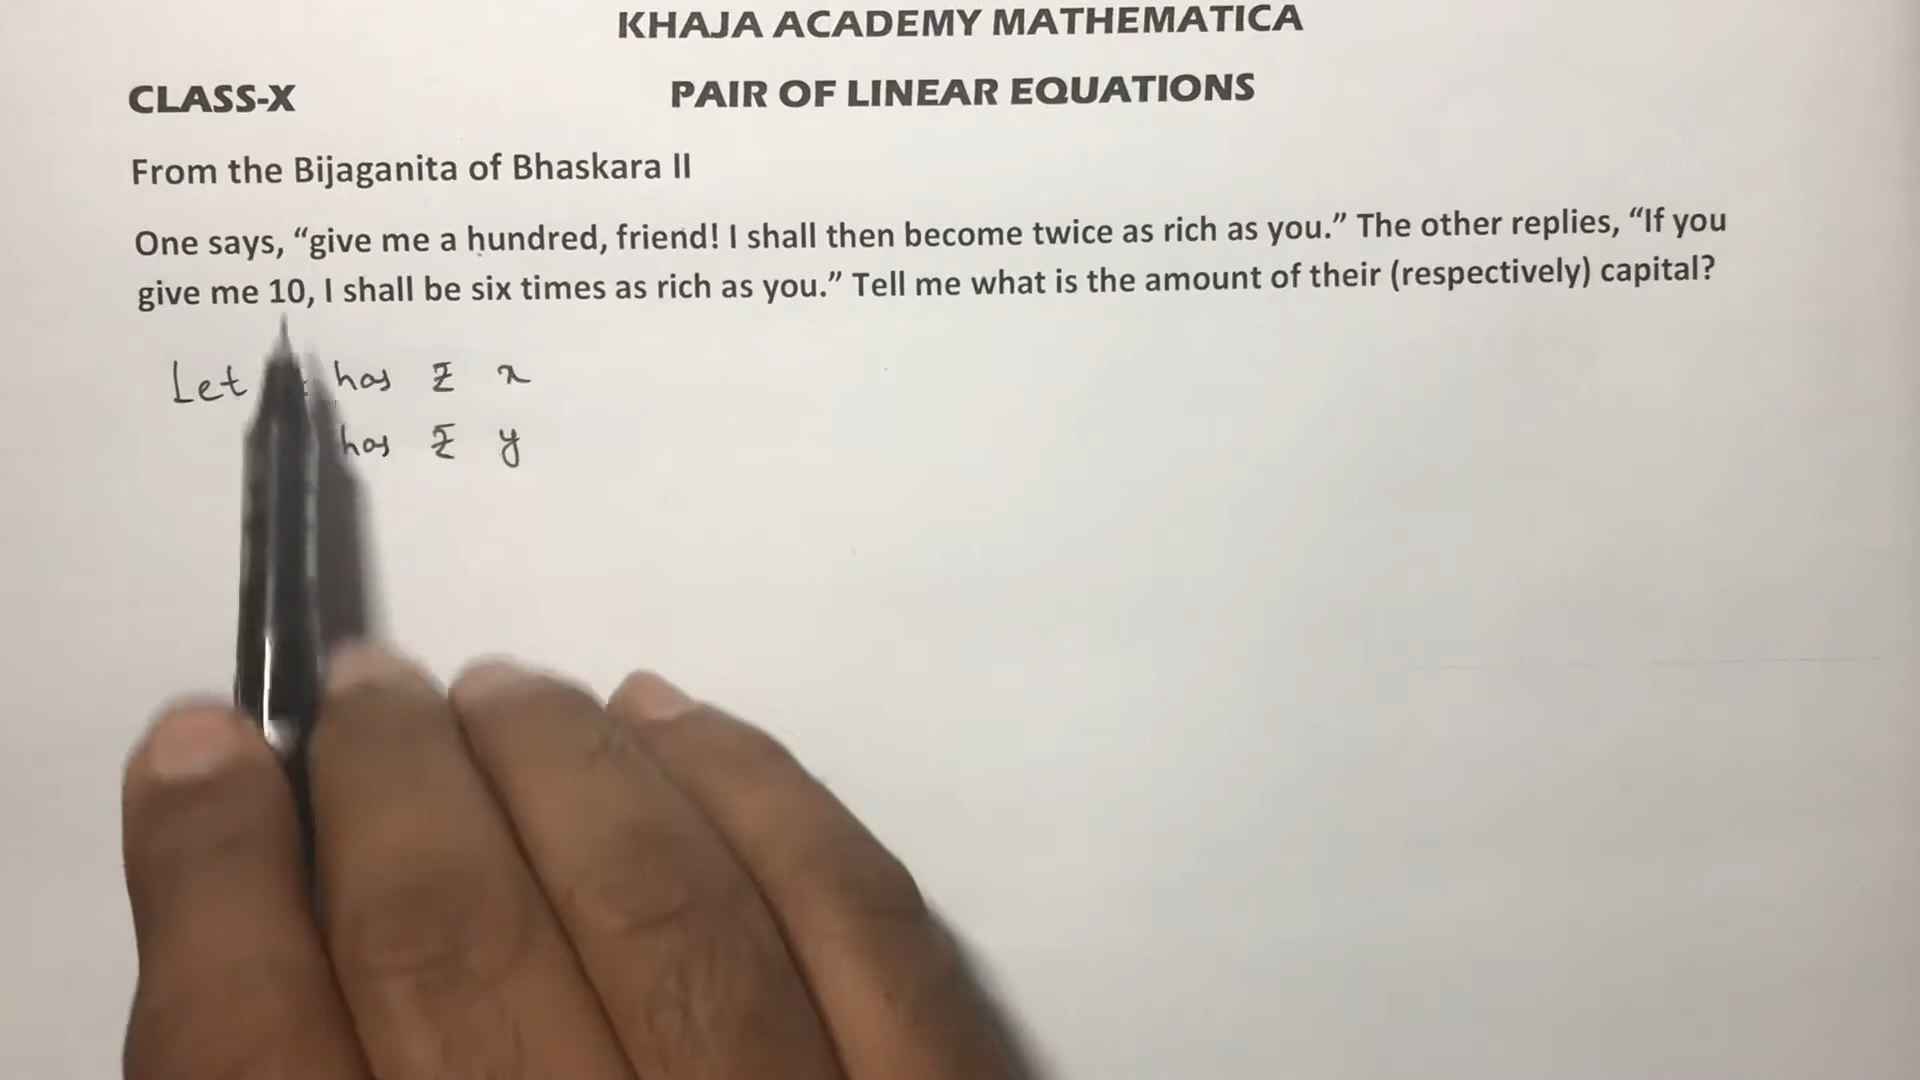 KHAJA ACADEMY MATHEMATICA
CLASS-X PAIR OF LINEAR EQUATIONS
From the Bijaganita of Bhaskara II
One says, “give me a hundred, friend! I shall then become twice as rich as you.” The other replies, “If you
give me 10, I shall be six times as rich as you.” Tell me what is the amount of their (respectively) capital?
Let has ₹ x
has ₹ y